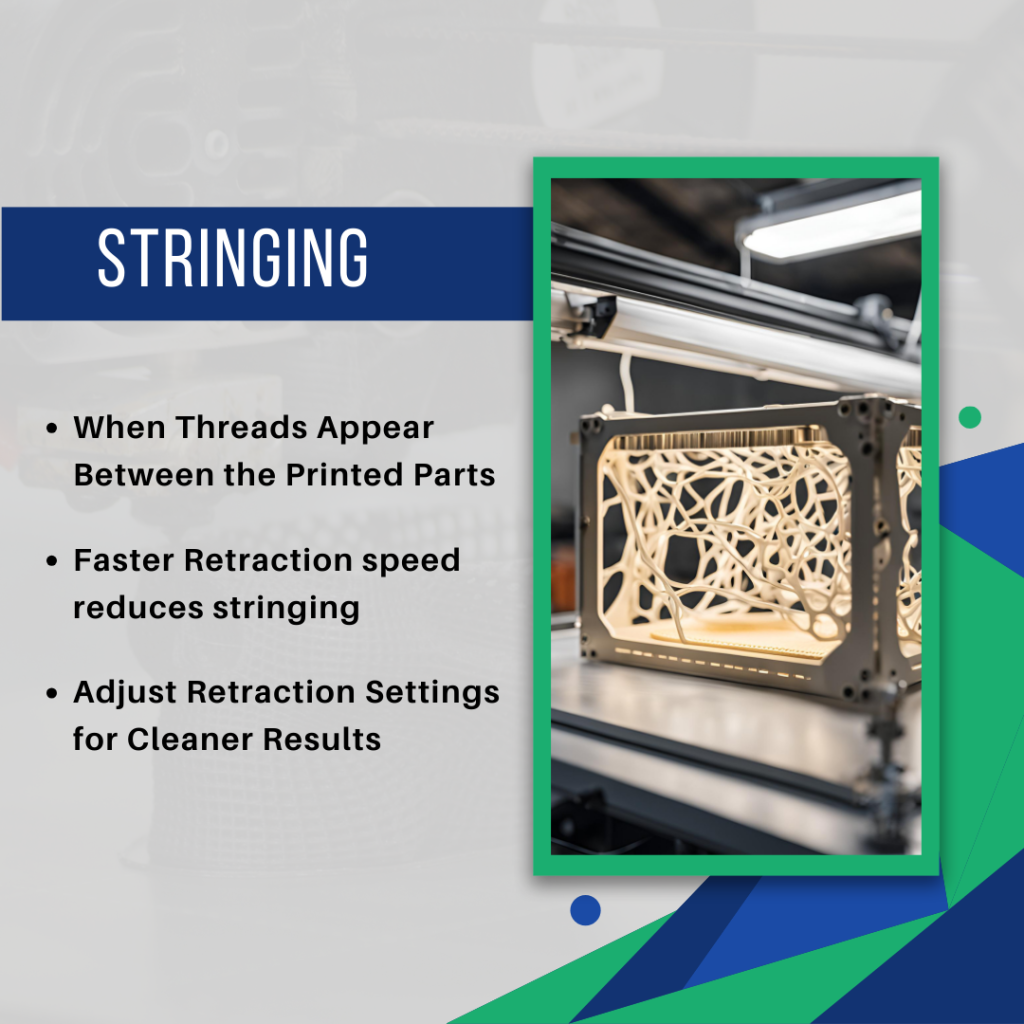 STRINGING
• When Threads Appear
Between the Printed Parts
• Faster Retraction speed
reduces stringing
• Adjust Retraction Settings
for Cleaner Results